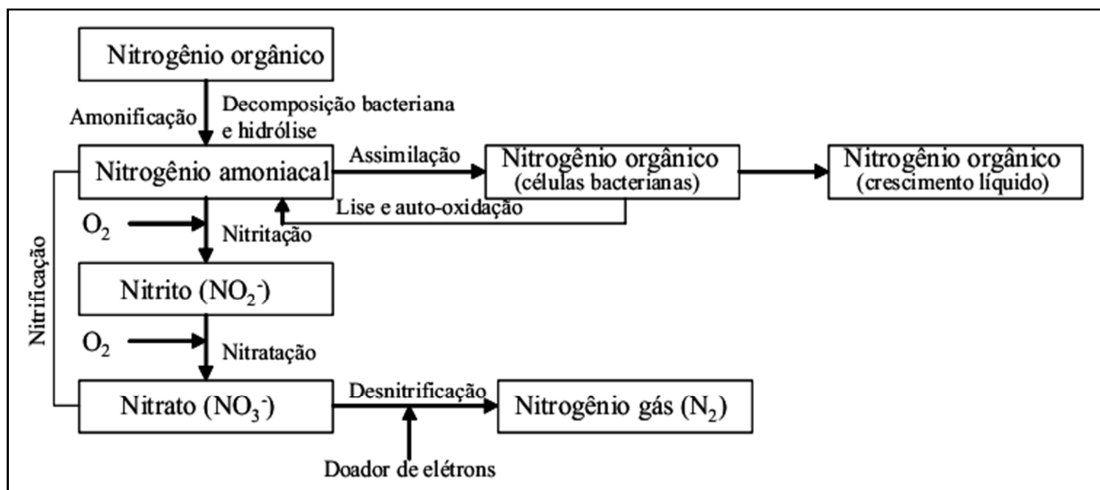 Nitrogênio orgânico
Amonificação
Decomposição bacteriana
e hidrólise
Nitrogênio amoniacal
Assimilação
Nitrogênio orgânico
(células bacterianas)
Nitrogênio orgânico
(crescimento líquido)
Lise e auto-oxidação
O₂
Nitritação
Nitrificação
Nitrito (NO₂⁻)
O₂
Nitratação
Nitrato (NO₃⁻)
Desnitrificação
Nitrogênio gás (N₂)
Doador de elétrons